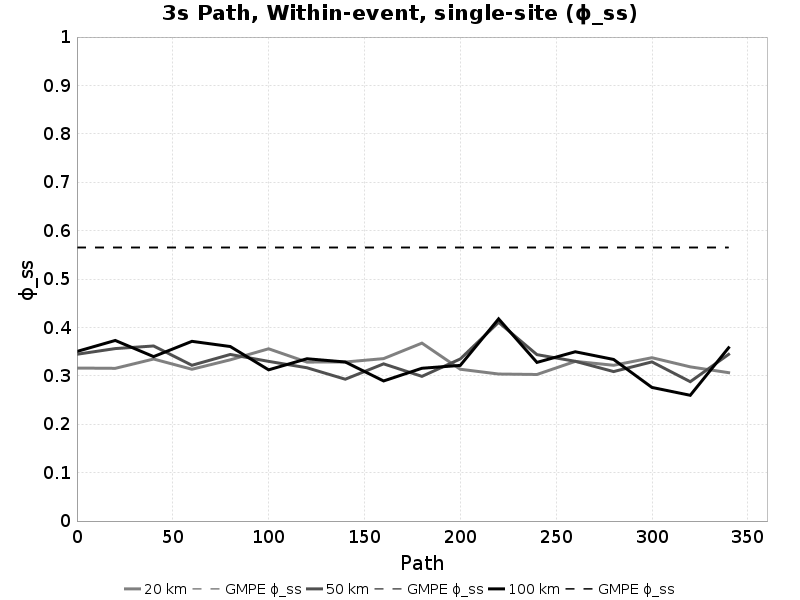 3s Path, Within-event, single-site (ϕ_ss)
1
0.9
0.8
0.7
0.6
0.5
0.4
0.3
0.2
0.1
0
ϕ_ss
0 50 100 150 200 250 300 350
Path
20 km GMPE ϕ_ss 50 km GMPE ϕ_ss 100 km GMPE ϕ_ss